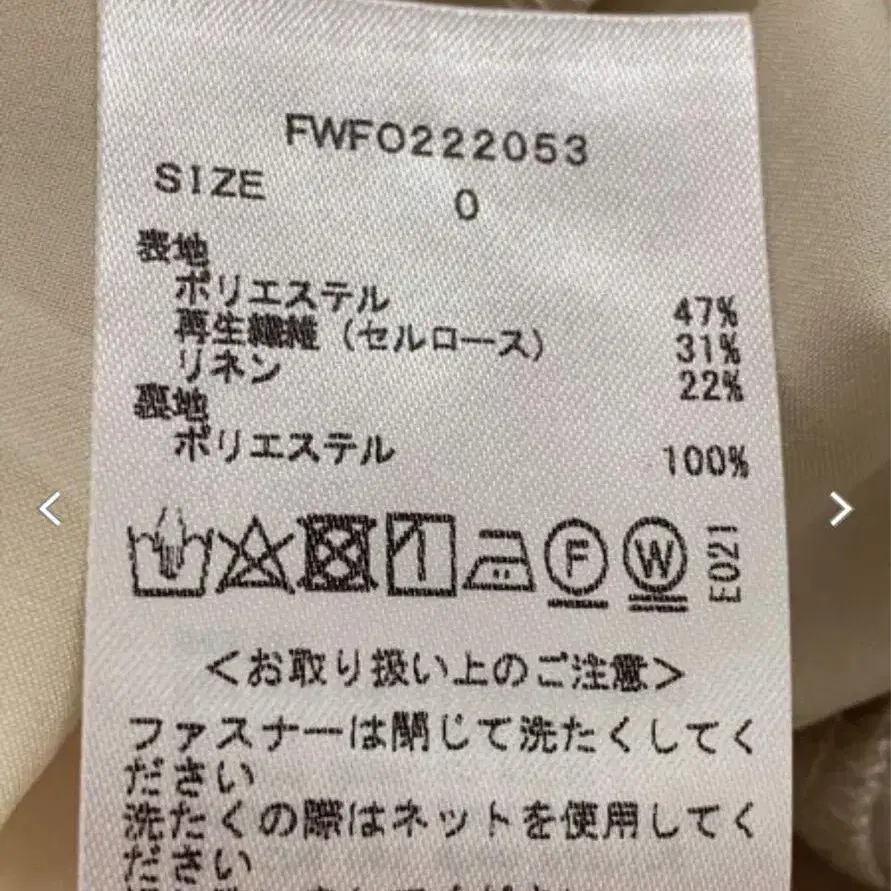 FWFO222053
SIZE 0
表地
ポリエステル 47%
再生繊維(セルロース) 31%
リネン 22%
裏地
ポリエステル 100%
F W E021
<お取り扱い上のご注意>
ファスナーは閉じて洗たくしてく
ださい
洗たくの際はネットを使用してく
ださい